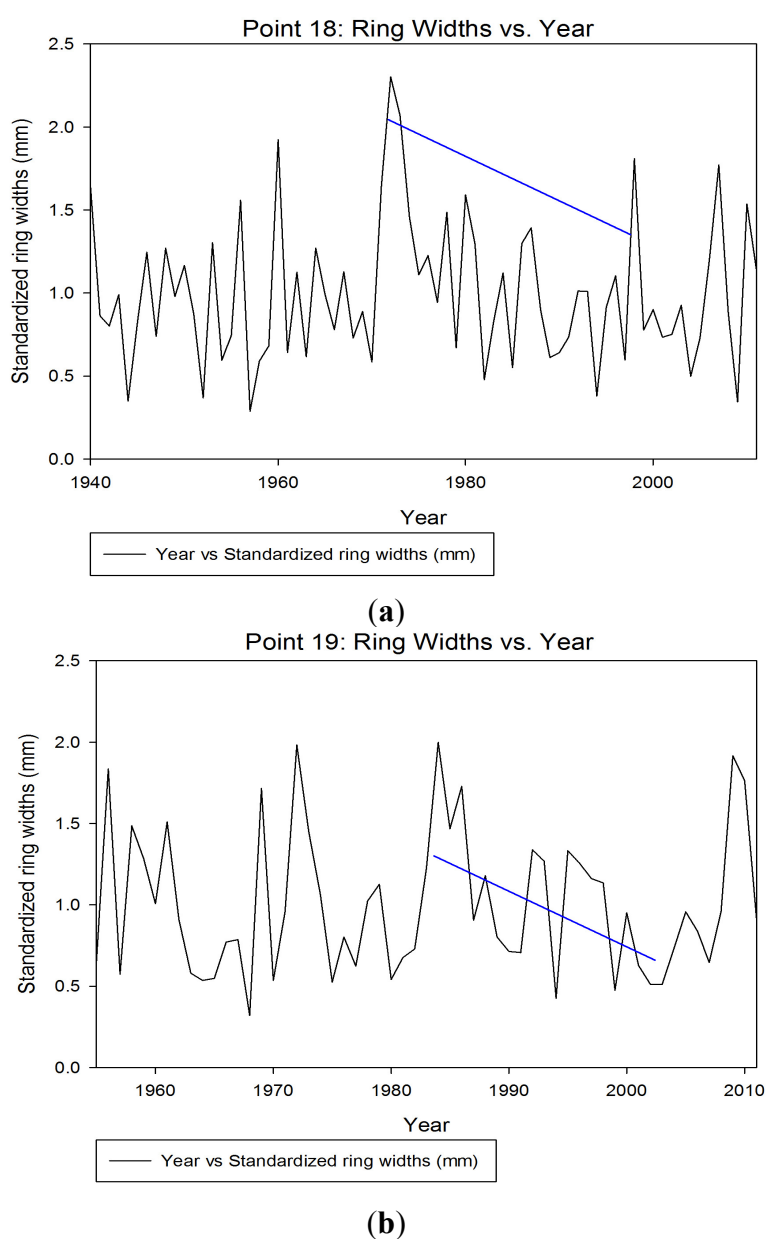 Point 18: Ring Widths vs. Year
Standardized ring widths (mm)
2.5
2.0
1.5
1.0
0.5
0.0
1940 1960 1980 2000
Year
Year vs Standardized ring widths (mm)
(a)
Point 19: Ring Widths vs. Year
Standardized ring widths (mm)
2.5
2.0
1.5
1.0
0.5
0.0
1960 1970 1980 1990 2000 2010
Year
Year vs Standardized ring widths (mm)
(b)